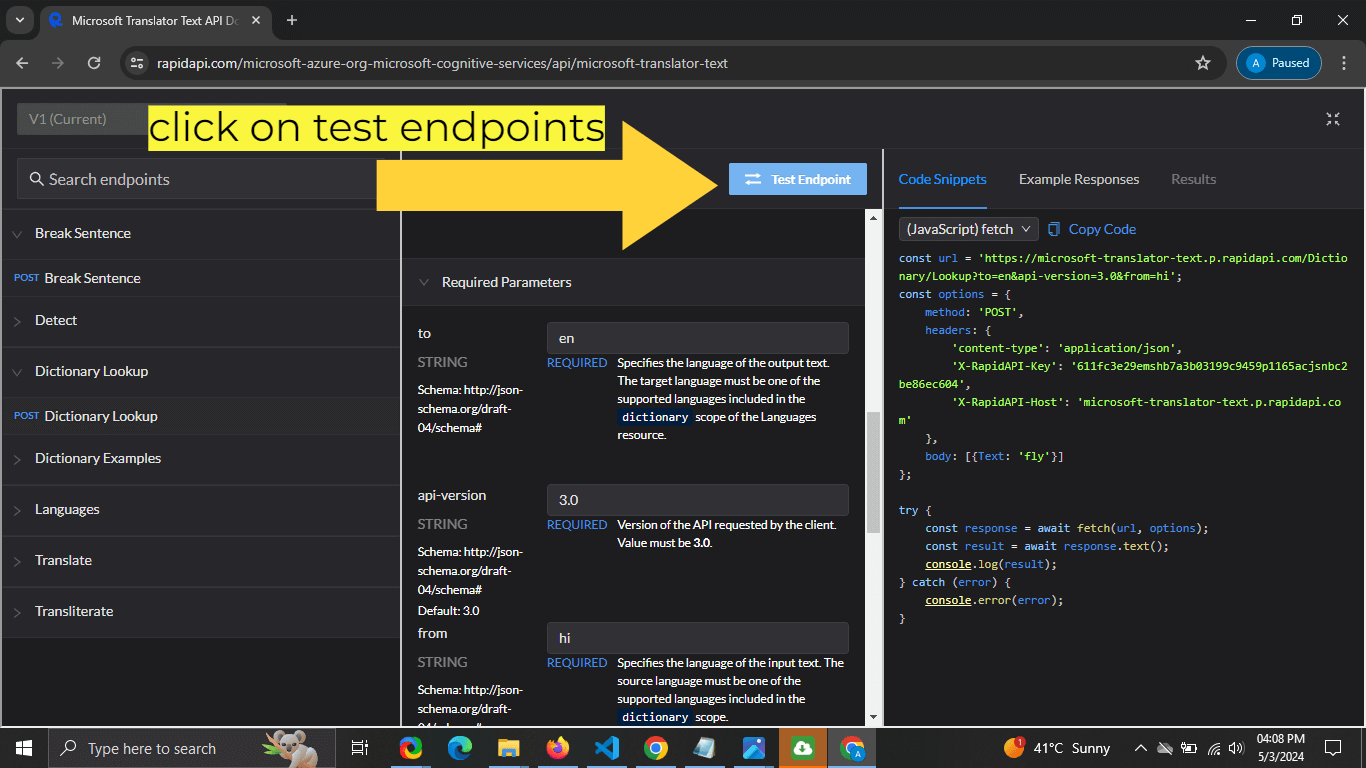 Microsoft Translator Text API Do
rapidapi.com/microsoft-azure-org-microsoft-cognitive-services/api/microsoft-translator-text
A Paused
V1 (Current)
click on test endpoints
Search endpoints
Break Sentence
POST Break Sentence
Detect
Dictionary Lookup
POST Dictionary Lookup
Dictionary Examples
Languages
Translate
Transliterate
Test Endpoint
Required Parameters
to
STRING
Schema: http://json-
schema.org/draft-
04/schema#
en
REQUIRED Specifies the language of the output text.
The target language must be one of the
supported languages included in the
dictionary scope of the Languages
resource.
api-version
STRING
Schema: http://json-
schema.org/draft-
04/schema#
Default: 3.0
3.0
REQUIRED Version of the API requested by the client.
Value must be 3.0.
from
STRING
Schema: http://json-
schema.org/draft-
04/schema#
hi
REQUIRED Specifies the language of the input text. The
source language must be one of the
supported languages included in the
dictionary scope.
Code Snippets Example Responses Results
(JavaScript) fetch Copy Code
const url = 'https://microsoft-translator-text.p.rapidapi.com/Dictio
nary/Lookup?to=en&api-version=3.0&from=hi';
const options = {
method: 'POST',
headers: {
'content-type': 'application/json',
'X-RapidAPI-Key': '611fc3e29emshb7a3b03199c9459p1165acjsnbc2
be86ec604',
'X-RapidAPI-Host': 'microsoft-translator-text.p.rapidapi.co
m'
},
body: [{Text: 'fly'}]
};
try {
const response = await fetch(url, options);
const result = await response.text();
console.log(result);
} catch (error) {
console.error(error);
}
Type here to search
A
1
41°C Sunny
04:08 PM
5/3/2024